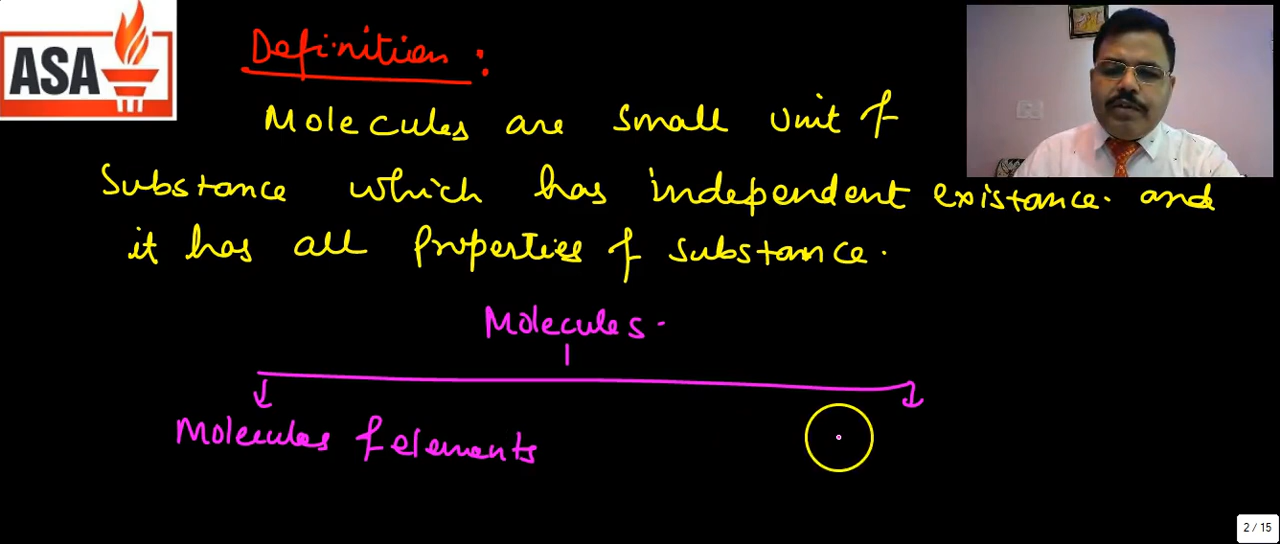 ASA
Definition:
Molecules are small unit of
Substance which has independent existance. and
it has all properties of substance.
Molecules.
Molecules of elements
2 / 15